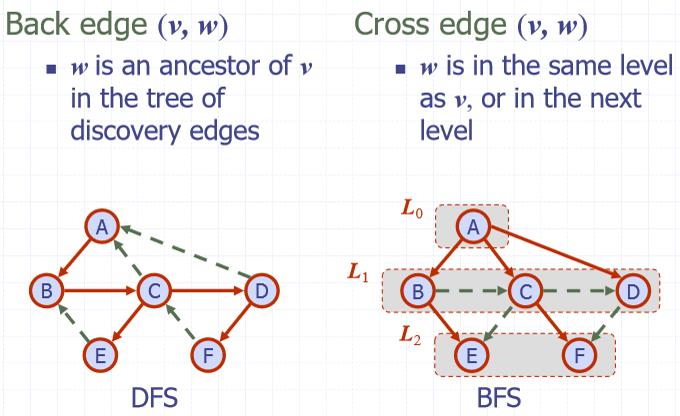 Back edge (v, w)
▪ w is an ancestor of v
in the tree of
discovery edges
Cross edge (v, w)
▪ w is in the same level
as v, or in the next
level
A
B
C
D
E
F
DFS
L0
A
L1
B
C
D
L2
E
F
BFS